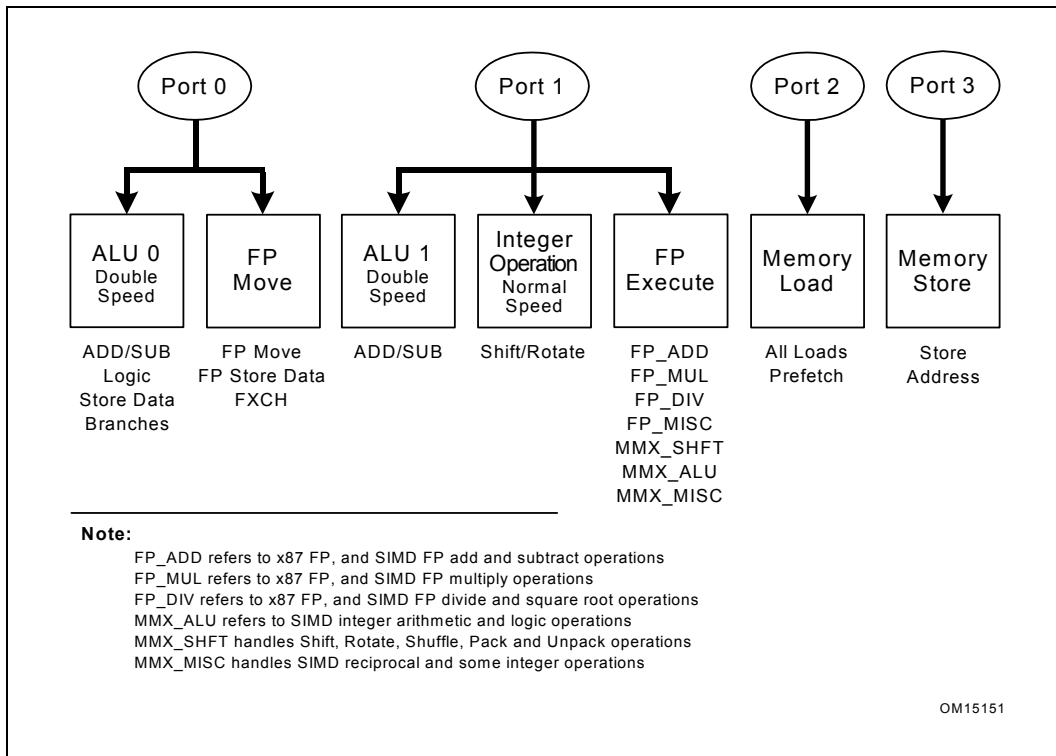 Port 0
Port 1
Port 2
Port 3
ALU 0
Double
Speed
FP
Move
ALU 1
Double
Speed
Integer
Operation
Normal
Speed
FP
Execute
Memory
Load
Memory
Store
ADD/SUB
Logic
Store Data
Branches
FP Move
FP Store Data
FXCH
ADD/SUB
Shift/Rotate
FP_ADD
FP_MUL
FP_DIV
FP_MISC
MMX_SHFT
MMX_ALU
MMX_MISC
All Loads
Prefetch
Store
Address
Note:
FP_ADD refers to x87 FP, and SIMD FP add and subtract operations
FP_MUL refers to x87 FP, and SIMD FP multiply operations
FP_DIV refers to x87 FP, and SIMD FP divide and square root operations
MMX_ALU refers to SIMD integer arithmetic and logic operations
MMX_SHFT handles Shift, Rotate, Shuffle, Pack and Unpack operations
MMX_MISC handles SIMD reciprocal and some integer operations
OM15151